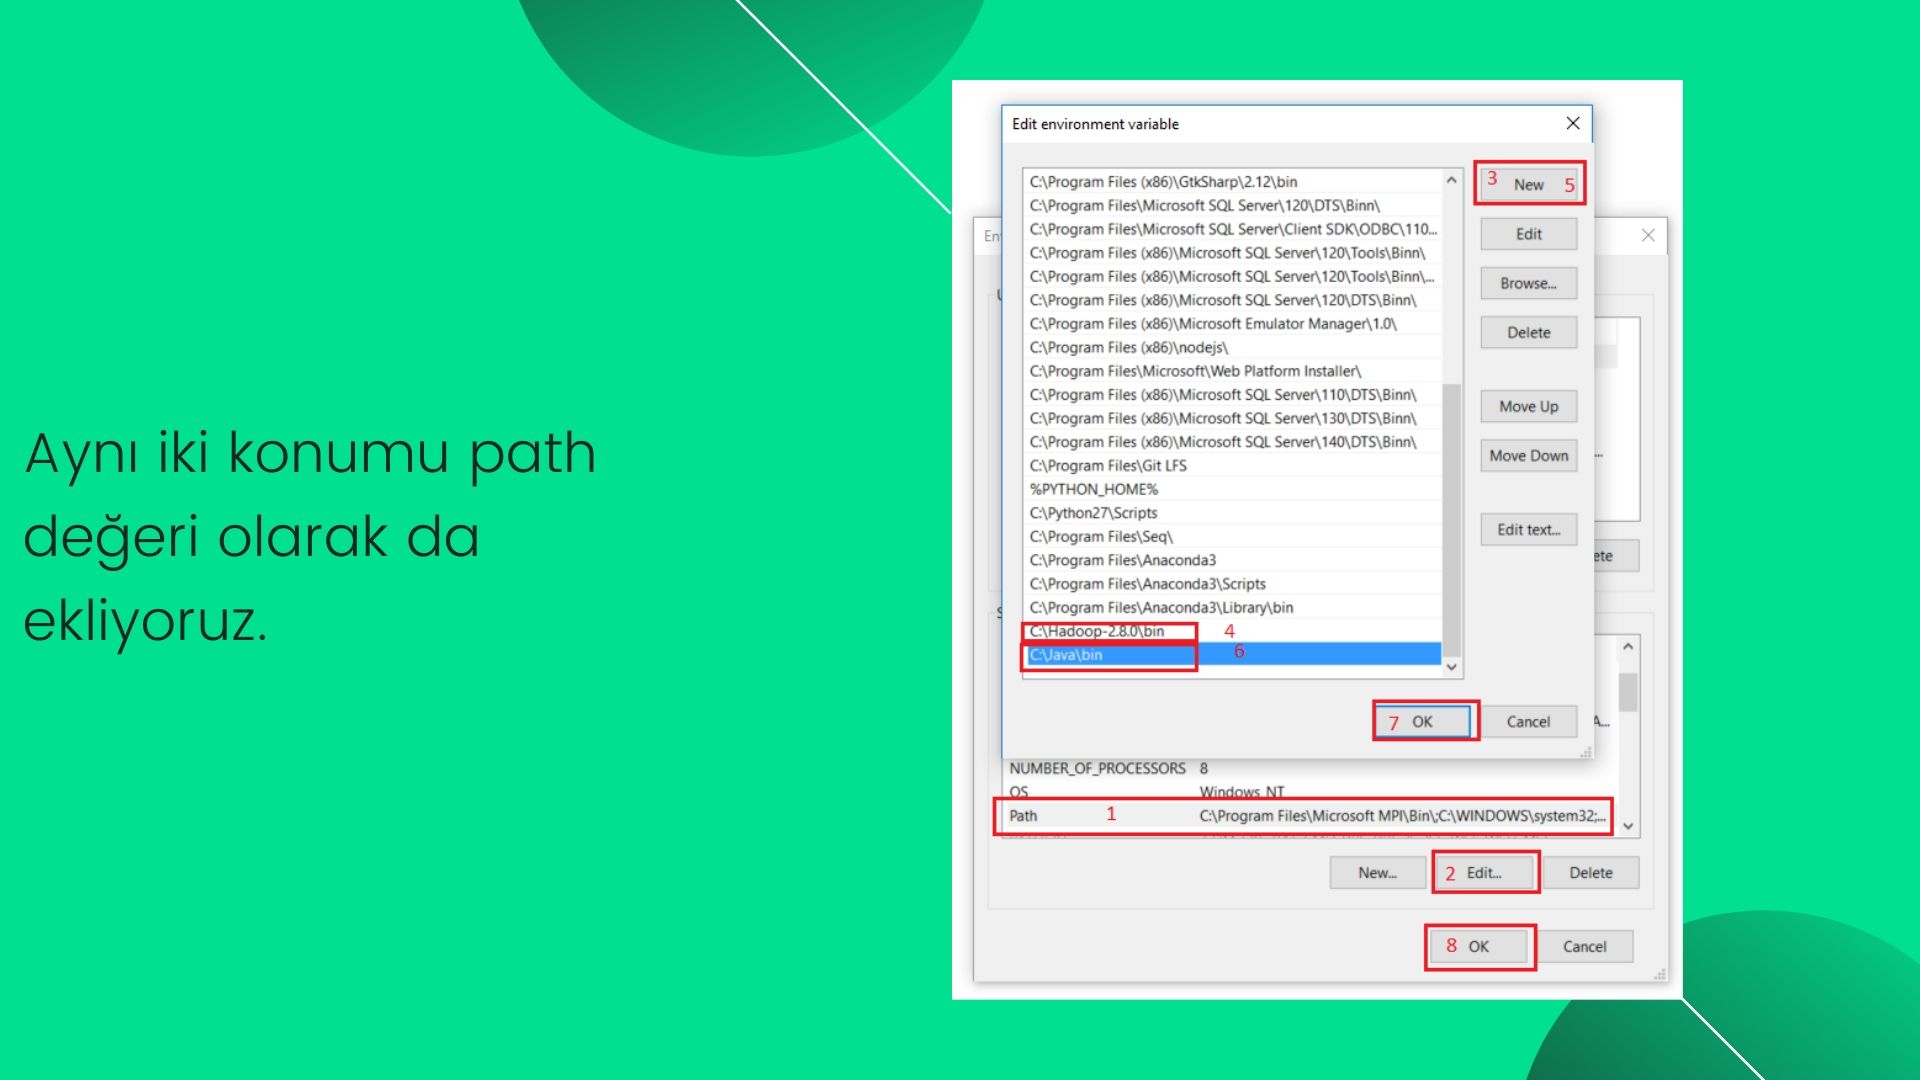 Aynı iki konumu path
değeri olarak da
ekliyoruz.
Edit environment variable
C:\Program Files (x86)\GtkSharp\2.12\bin
C:\Program Files\Microsoft SQL Server\120\DTS\Binn\
C:\Program Files\Microsoft SQL Server\Client SDK\ODBC\110...
C:\Program Files (x86)\Microsoft SQL Server\120\Tools\Binn\
C:\Program Files (x86)\Microsoft SQL Server\120\Tools\Binn\...
C:\Program Files (x86)\Microsoft SQL Server\120\DTS\Binn\
C:\Program Files (x86)\Microsoft Emulator Manager\1.0\
C:\Program Files (x86)\nodejs\
C:\Program Files\Microsoft\Web Platform Installer\
C:\Program Files (x86)\Microsoft SQL Server\110\DTS\Binn\
C:\Program Files (x86)\Microsoft SQL Server\130\DTS\Binn\
C:\Program Files (x86)\Microsoft SQL Server\140\DTS\Binn\
C:\Program Files\Git LFS
%PYTHON_HOME%
C:\Python27\Scripts
C:\Program Files\Seq\
C:\Program Files\Anaconda3
C:\Program Files\Anaconda3\Scripts
C:\Program Files\Anaconda3\Library\bin
C:\Hadoop-2.8.0\bin 4
C:\Java\bin 6
3 New 5
Edit
Browse...
Delete
Move Up
Move Down
Edit text...
7 OK
Cancel
En
ete
A...
NUMBER_OF_PROCESSORS 8
OS Windows_NT
Path 1 C:\Program Files\Microsoft MPI\Bin\;C:\WINDOWS\system32;...
New...
2 Edit...
Delete
8 OK
Cancel